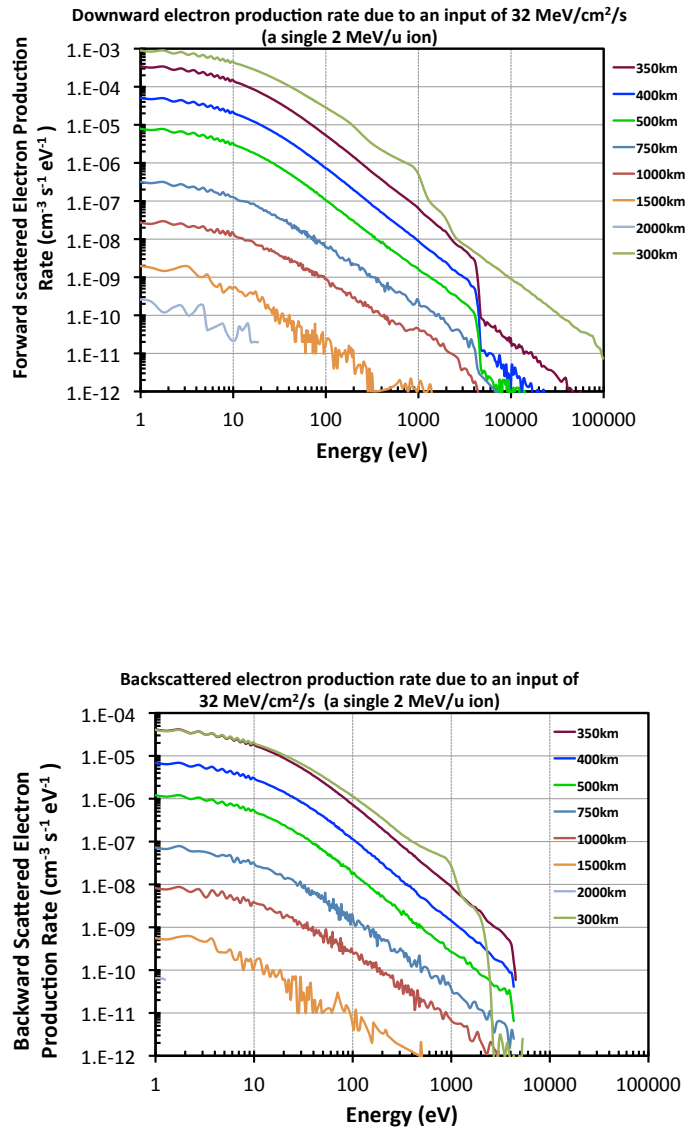 Downward electron production rate due to an input of 32 MeV/cm²/s
(a single 2 MeV/u ion)
Forward scattered Electron Production
Rate (cm⁻³ s⁻¹ eV⁻¹)
1.E-03
1.E-04
1.E-05
1.E-06
1.E-07
1.E-08
1.E-09
1.E-10
1.E-11
1.E-12
1 10 100 1000 10000 100000
Energy (eV)
350km
400km
500km
750km
1000km
1500km
2000km
300km
Backscattered electron production rate due to an input of
32 MeV/cm²/s (a single 2 MeV/u ion)
Backward Scattered Electron
Production Rate (cm⁻³ s⁻¹ eV⁻¹)
1.E-04
1.E-05
1.E-06
1.E-07
1.E-08
1.E-09
1.E-10
1.E-11
1.E-12
1 10 100 1000 10000 100000
Energy (eV)
350km
400km
500km
750km
1000km
1500km
2000km
300km